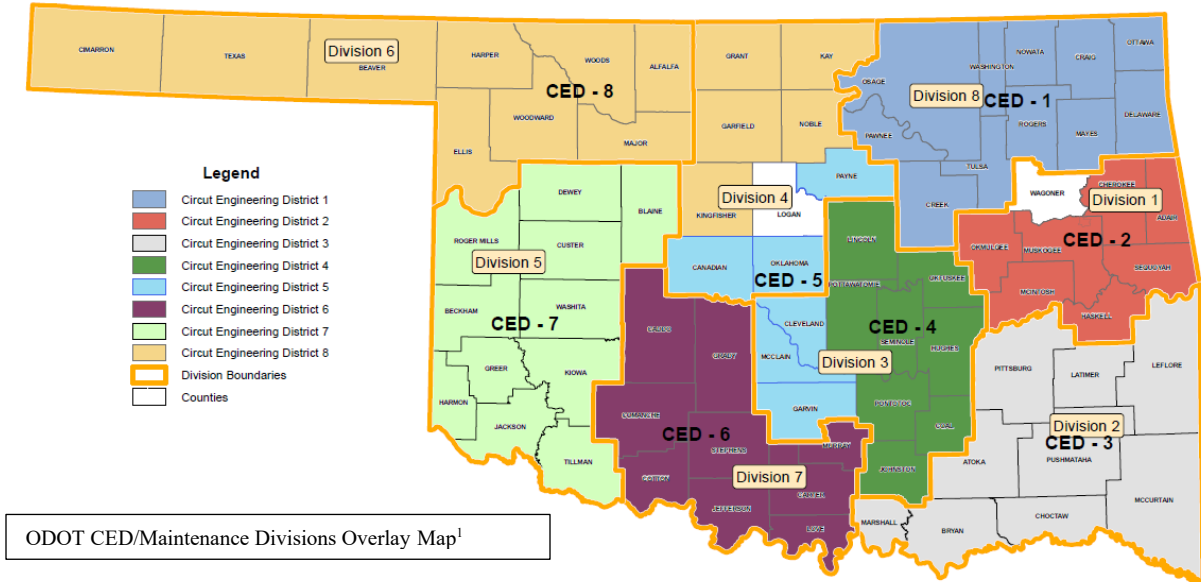 CIMARRON
TEXAS
Division 6
BEAVER
HARPER
WOODS
ALFALFA
CED - 8
WOODWARD
ELLIS
MAJOR
GRANT
KAY
GARFIELD
NOBLE
KINGFISHER
Division 4
LOGAN
PAYNE
OSAGE
WASHINGTON
NOWATA
CRAIG
OTTAWA
Division 8
CED - 1
PAWNEE
ROGERS
MAYES
DELAWARE
TULSA
CREEK
WAGONER
CHEROKEE
Division 1
ADAIR
OKMULGEE
MUSKOGEE
CED - 2
SEQUOYAH
MCINTOSH
HASKELL
Legend
Circut Engineering District 1
Circut Engineering District 2
Circut Engineering District 3
Circut Engineering District 4
Circut Engineering District 5
Circut Engineering District 6
Circut Engineering District 7
Circut Engineering District 8
Division Boundaries
Counties
DEWEY
BLAINE
ROGER MILLS
CUSTER
Division 5
BECKHAM
WASHITA
CED - 7
GREER
KIOWA
HARMON
JACKSON
TILLMAN
CANADIAN
OKLAHOMA
CED - 5
CLEVELAND
MCCLAIN
GARVIN
LINCOLN
POTTAWATOMIE
OKFUSKEE
CED - 4
SEMINOLE
HUGHES
Division 3
PONTOTOC
COAL
JOHNSTON
CADDO
GRADY
COMANCHE
CED - 6
STEPHENS
MURRAY
COTTON
Division 7
CARTER
JEFFERSON
LOVE
PITTSBURG
LATIMER
LEFLORE
Division 2
CED - 3
ATOKA
PUSHMATAHA
MCCURTAIN
MARSHALL
BRYAN
CHOCTAW
ODOT CED/Maintenance Divisions Overlay Map¹